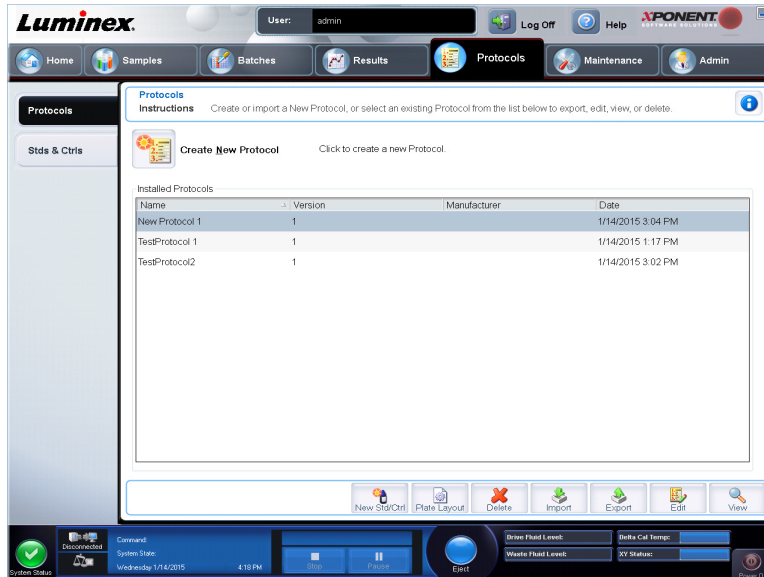 Luminex.
User: admin
Log Off
Help
XPONENT.
SOFTWARE SOLUTIONS
Home
Samples
Batches
Results
Protocols
Maintenance
Admin
Protocols
Stds & Ctrls
Protocols
Instructions Create or import a New Protocol, or select an existing Protocol from the list below to export, edit, view, or delete.
Create New Protocol Click to create a new Protocol.
Installed Protocols
Name Version Manufacturer Date
New Protocol 1 1 1/14/2015 3:04 PM
TestProtocol 1 1 1/14/2015 1:17 PM
TestProtocol2 1 1/14/2015 3:02 PM
New Std/Ctrl
Plate Layout
Delete
Import
Export
Edit
View
System Status
Disconnected
Command:
System State:
Wednesday 1/14/2015 4:18 PM
Stop
Pause
Eject
Drive Fluid Level:
Waste Fluid Level:
Delta Cal Temp:
XY Status: